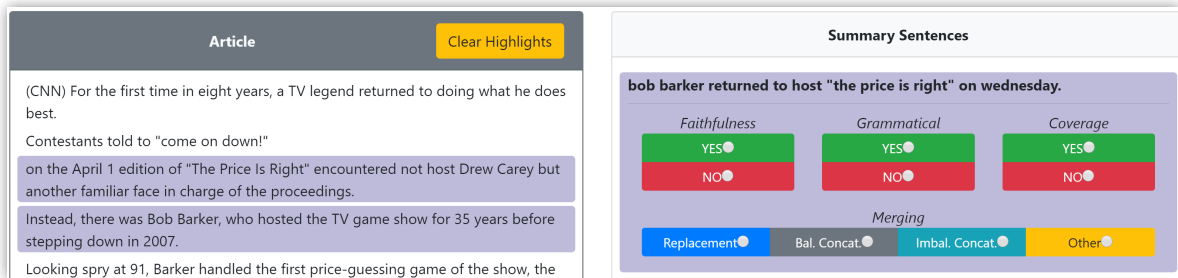 Article
Clear Highlights
(CNN) For the first time in eight years, a TV legend returned to doing what he does
best.
Contestants told to "come on down!"
on the April 1 edition of "The Price Is Right" encountered not host Drew Carey but
another familiar face in charge of the proceedings.
Instead, there was Bob Barker, who hosted the TV game show for 35 years before
stepping down in 2007.
Looking spry at 91, Barker handled the first price-guessing game of the show, the
Summary Sentences
bob barker returned to host "the price is right" on wednesday.
Faithfulness Grammatical Coverage
YES YES YES
NO NO NO
Merging
Replacement Bal. Concat. Imbal. Concat. Other